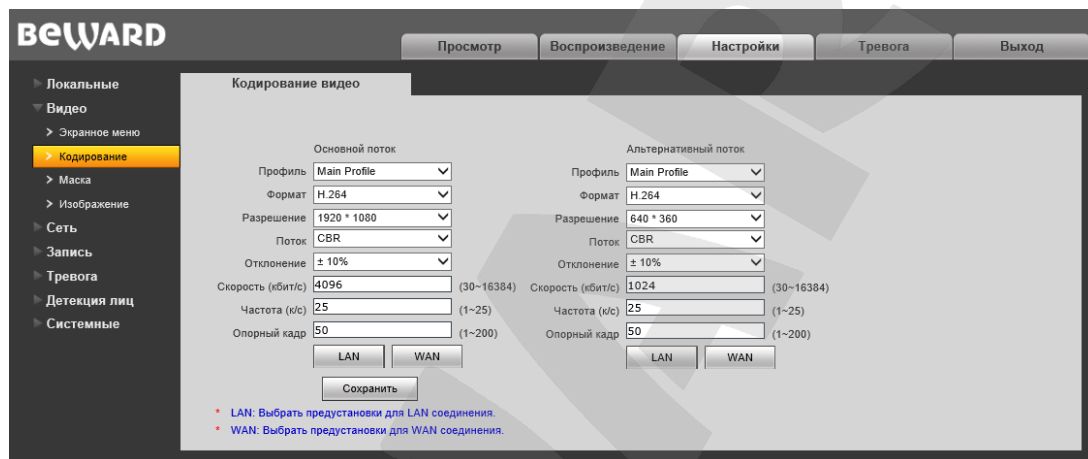 BEWARD
Просмотр Воспроизведение Настройки Тревога Выход
Локальные
Видео
Экранное меню
Кодирование
Маска
Изображение
Сеть
Запись
Тревога
Детекция лиц
Системные
Кодирование видео
Основной поток
Профиль Main Profile
Формат H.264
Разрешение 1920 * 1080
Поток CBR
Отклонение ± 10%
Скорость (кбит/с) 4096 (30~16384)
Частота (к/с) 25 (1~25)
Опорный кадр 50 (1~200)
LAN WAN
Сохранить
Альтернативный поток
Профиль Main Profile
Формат H.264
Разрешение 640 * 360
Поток CBR
Отклонение ± 10%
Скорость (кбит/с) 1024 (30~16384)
Частота (к/с) 25 (1~25)
Опорный кадр 50 (1~200)
LAN WAN
* LAN: Выбрать предустановки для LAN соединения.
* WAN: Выбрать предустановки для WAN соединения.